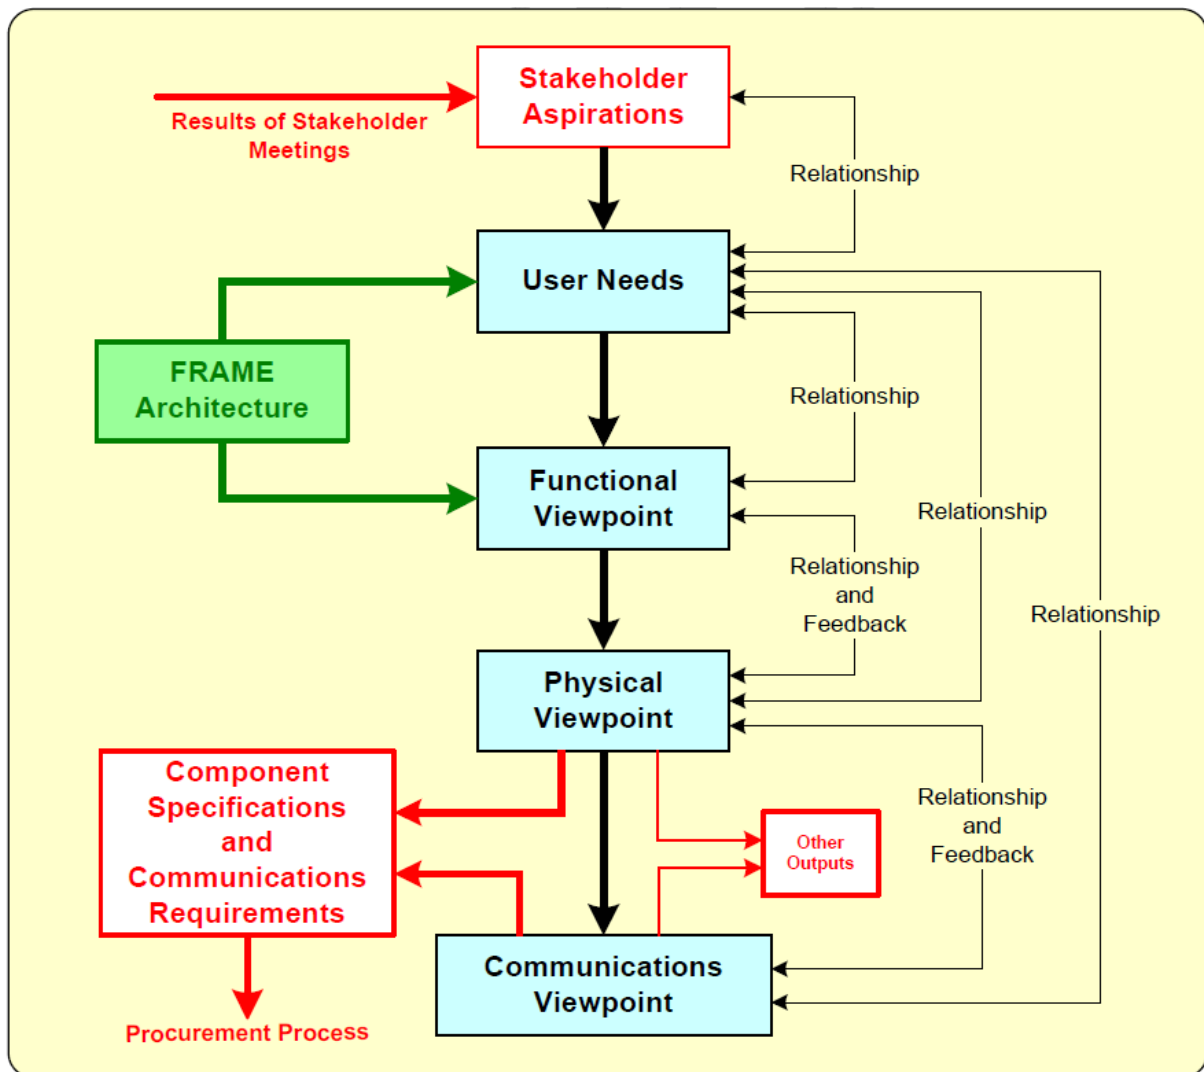 Stakeholder
Aspirations
Results of Stakeholder
Meetings
Relationship
User Needs
FRAME
Architecture
Relationship
Functional
Viewpoint
Relationship
Relationship
and
Feedback
Relationship
Physical
Viewpoint
Component
Specifications
and
Communications
Requirements
Other
Outputs
Relationship
and
Feedback
Communications
Viewpoint
Procurement Process